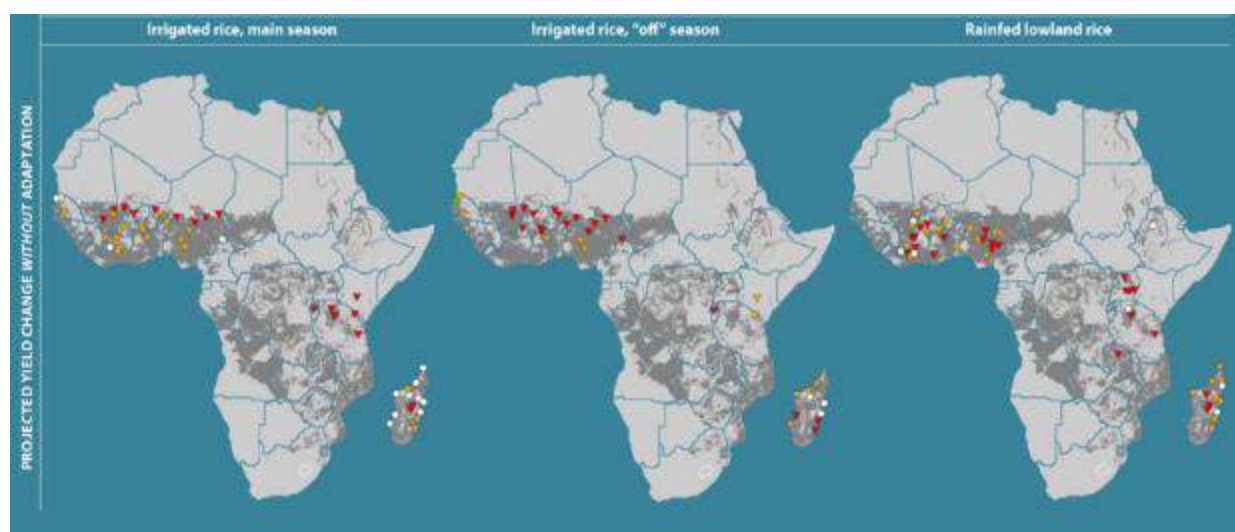 Irrigated rice, main season
Irrigated rice, "off" season
Rainfed lowland rice
PROJECTED YIELD CHANGE WITHOUT ADAPTATION